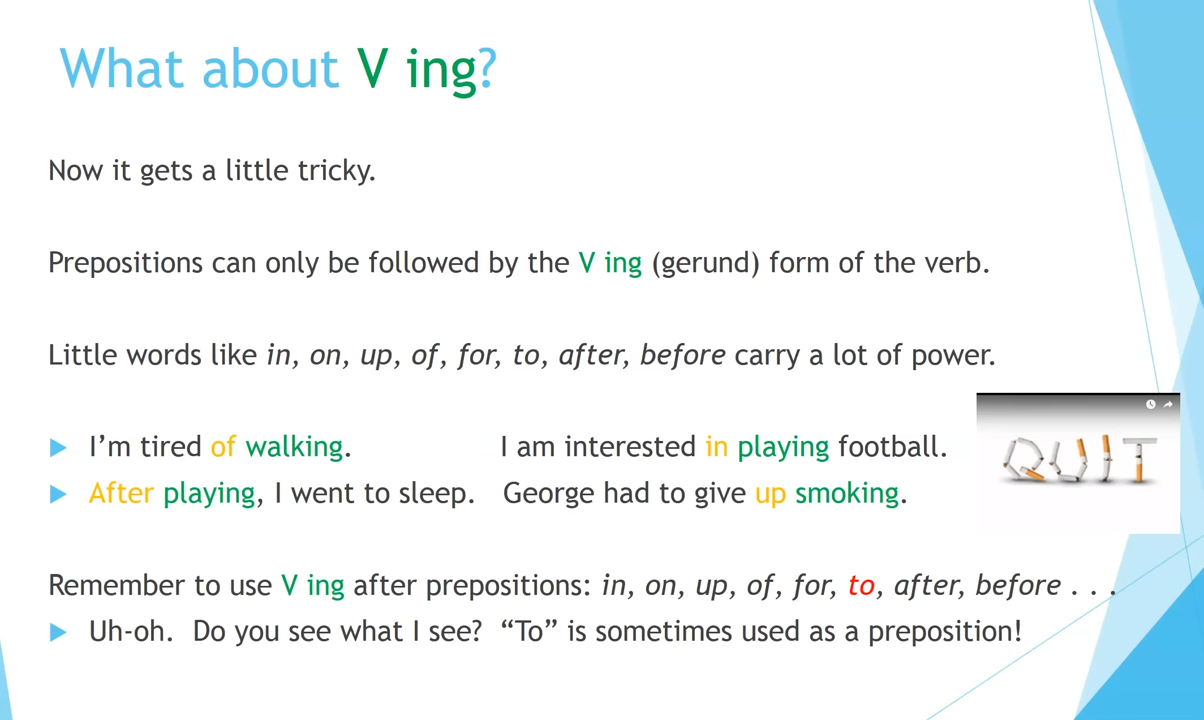 What about V ing?
Now it gets a little tricky.
Prepositions can only be followed by the V ing (gerund) form of the verb.
Little words like in, on, up, of, for, to, after, before carry a lot of power.
I’m tired of walking. I am interested in playing football.
After playing, I went to sleep. George had to give up smoking.
QUIT
Remember to use V ing after prepositions: in, on, up, of, for, to, after, before . . .
Uh-oh. Do you see what I see? “To” is sometimes used as a preposition!